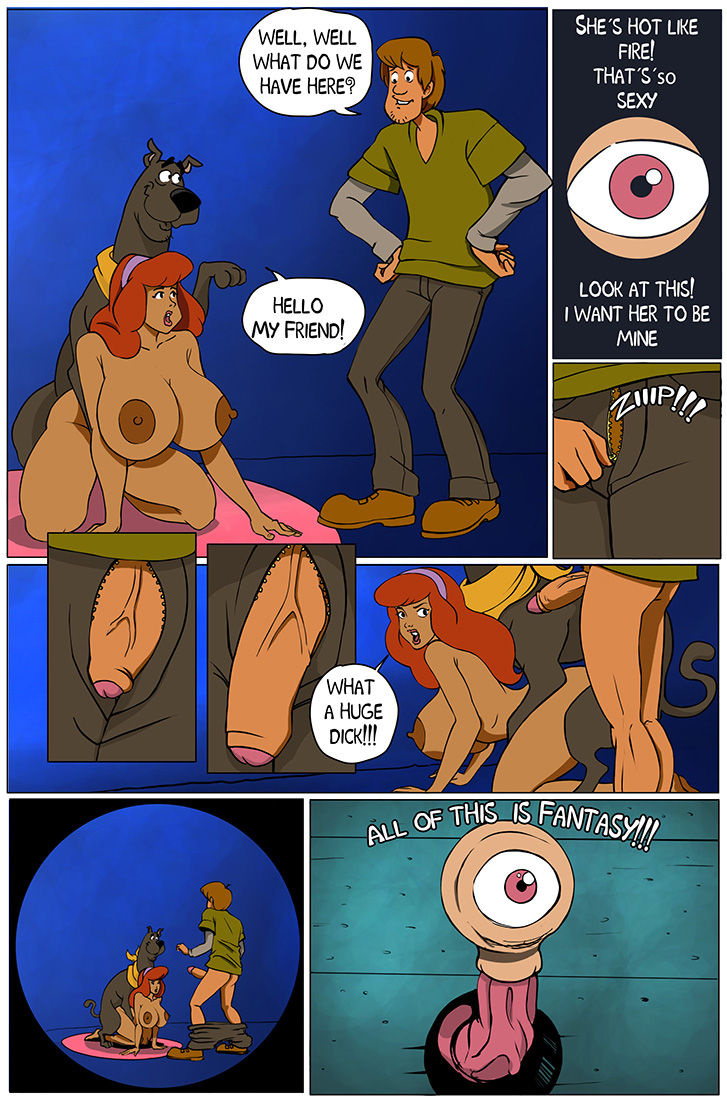 WELL, WELL
WHAT DO WE
HAVE HERE?
HELLO
MY FRIEND!
SHE´S HOT LIKE
FIRE!
THAT´S´SO
SEXY
LOOK AT THIS!
I WANT HER TO BE
MINE
ZIIIP!!!
WHAT
A HUGE
DICK!!!
ALL OF THIS IS FANTASY!!!